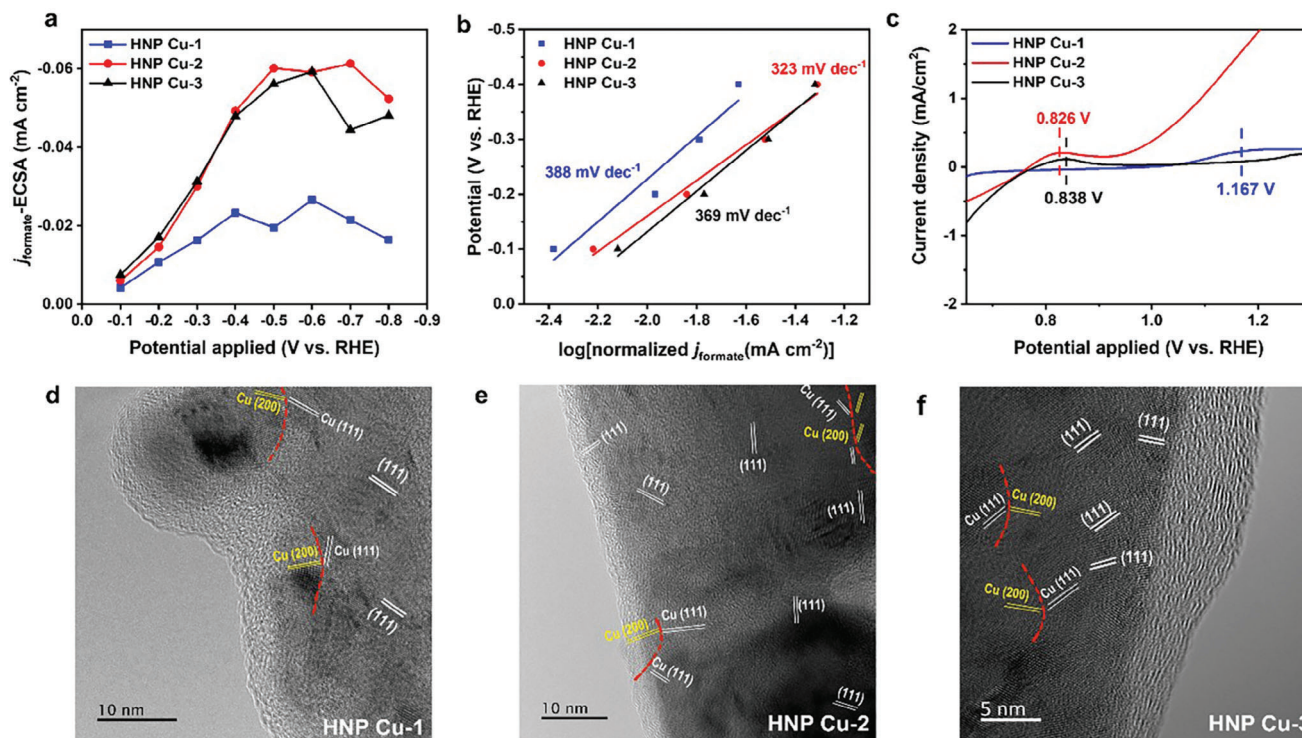 a
HNP Cu-1
HNP Cu-2
HNP Cu-3
-0.06
-0.04
-0.02
0.00
-0.1 -0.2 -0.3 -0.4 -0.5 -0.6 -0.7 -0.8 -0.9
Potential applied (V vs. RHE)
jformate-ECSA (mA cm-2)
b
HNP Cu-1
HNP Cu-2
HNP Cu-3
323 mV dec-1
388 mV dec-1
369 mV dec-1
-0.5
-0.4
-0.3
-0.2
-0.1
0.0
-2.4 -2.2 -2.0 -1.8 -1.6 -1.4 -1.2
log[normalized jformate(mA cm-2)]
Potential (V vs. RHE)
c
HNP Cu-1
HNP Cu-2
HNP Cu-3
0.826 V
0.838 V
1.167 V
2
1
0
-1
-2
0.8 1.0 1.2
Potential applied (V vs. RHE)
Current density (mA/cm2)
d
Cu (200)
Cu (111)
(111)
Cu (200)
Cu (111)
(111)
10 nm
HNP Cu-1
e
Cu (111)
Cu (200)
(111)
(111)
(111)
(111)
Cu (200)
Cu (111)
(111)
Cu (111)
(111)
10 nm
HNP Cu-2
f
(111)
(111)
Cu (111)
Cu (200)
(111)
(111)
Cu (200)
Cu (111)
5 nm
HNP Cu-3